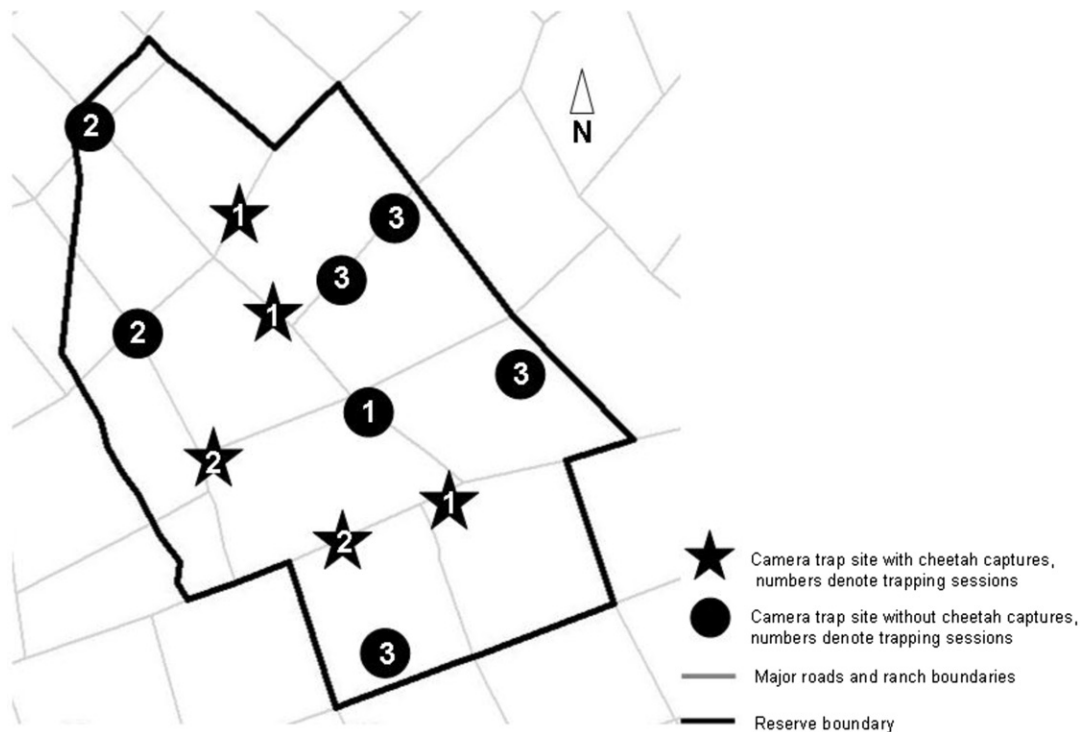 2
N
1
3
3
1
2
3
1
2
1
2
3
Camera trap site with cheetah captures,
numbers denote trapping sessions
Camera trap site without cheetah captures,
numbers denote trapping sessions
Major roads and ranch boundaries
Reserve boundary